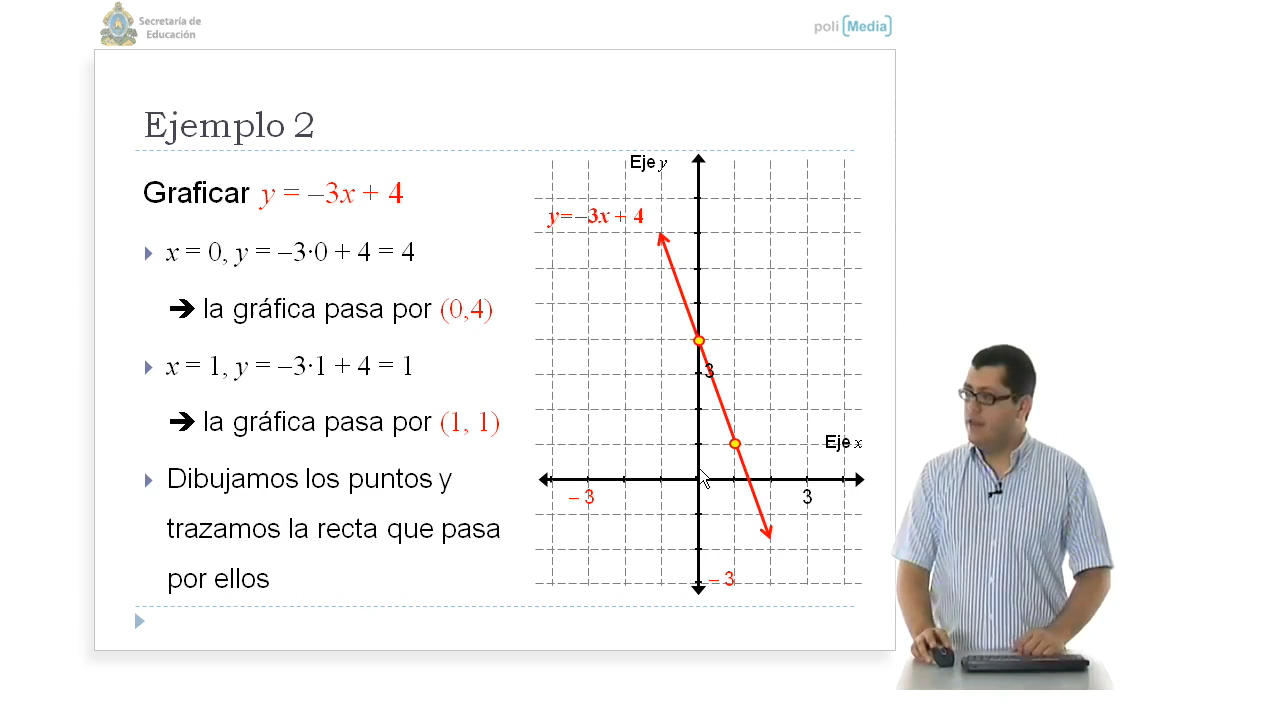 Secretaría de
Educación
poli [Media]
Ejemplo 2
Graficar y = –3x + 4
x = 0, y = –3·0 + 4 = 4
➔ la gráfica pasa por (0,4)
x = 1, y = –3·1 + 4 = 1
➔ la gráfica pasa por (1, 1)
Dibujamos los puntos y
trazamos la recta que pasa
por ellos
Eje y
y=–3x + 4
3
Eje x
– 3
3
– 3